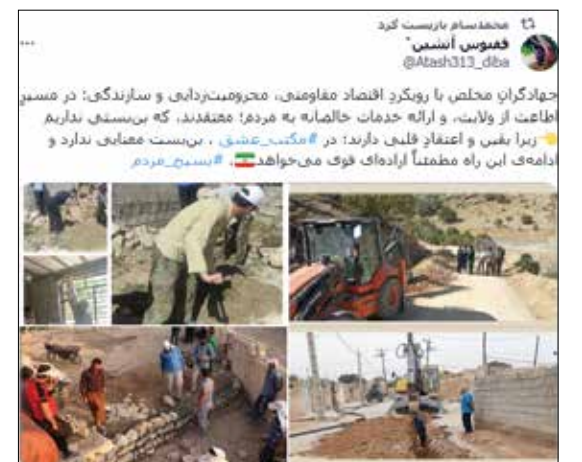 محمدسام بازپست کرد
ققنوس آتشین
@Atash313_diba
جهادگرانِ مخلص با رویکردِ اقتصاد مقاومتی، محرومیت‌زدایی و سازندگی؛ در مسیرِ
اطاعت از ولایت، و ارائه خدمات خالصانه به مردم؛ معتقدند، که بن‌بستی نداریم
👈زیرا یقین و اعتقادِ قلبی دارند؛ در #مکتب_عشق ، بن‌بست معنایی ندارد و
ادامه‌ی این راه مطمئناً اراده‌ای قوی می‌خواهد🇮🇷. #بسیج_مردم